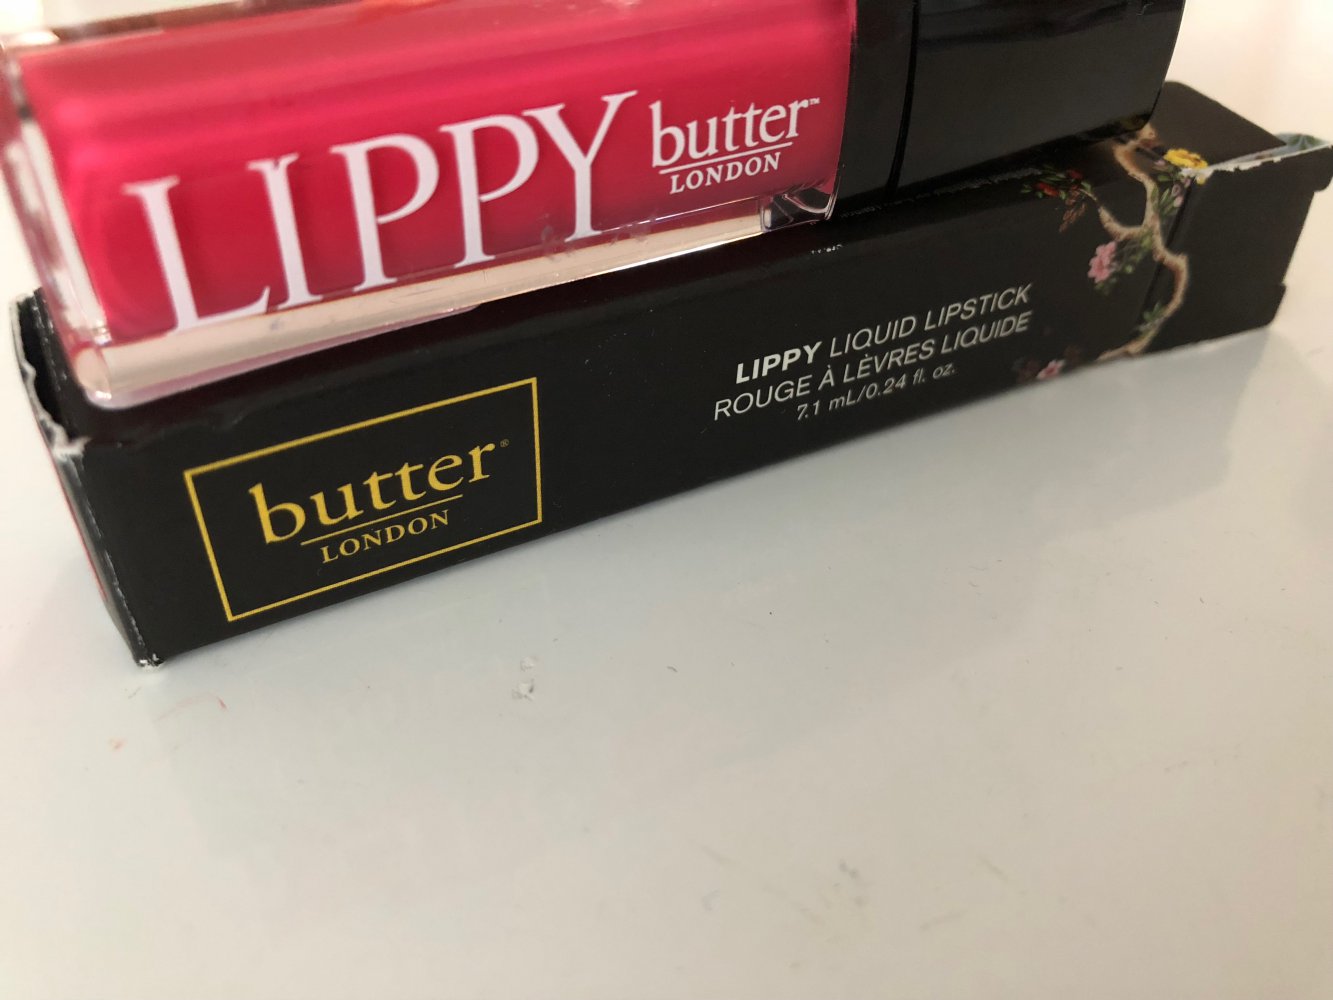 LIPPY butter™
LONDON
LIPPY LIQUID LIPSTICK
ROUGE À LÈVRES LIQUIDE
7.1 mL/0.24 fl. oz.
butter®
LONDON